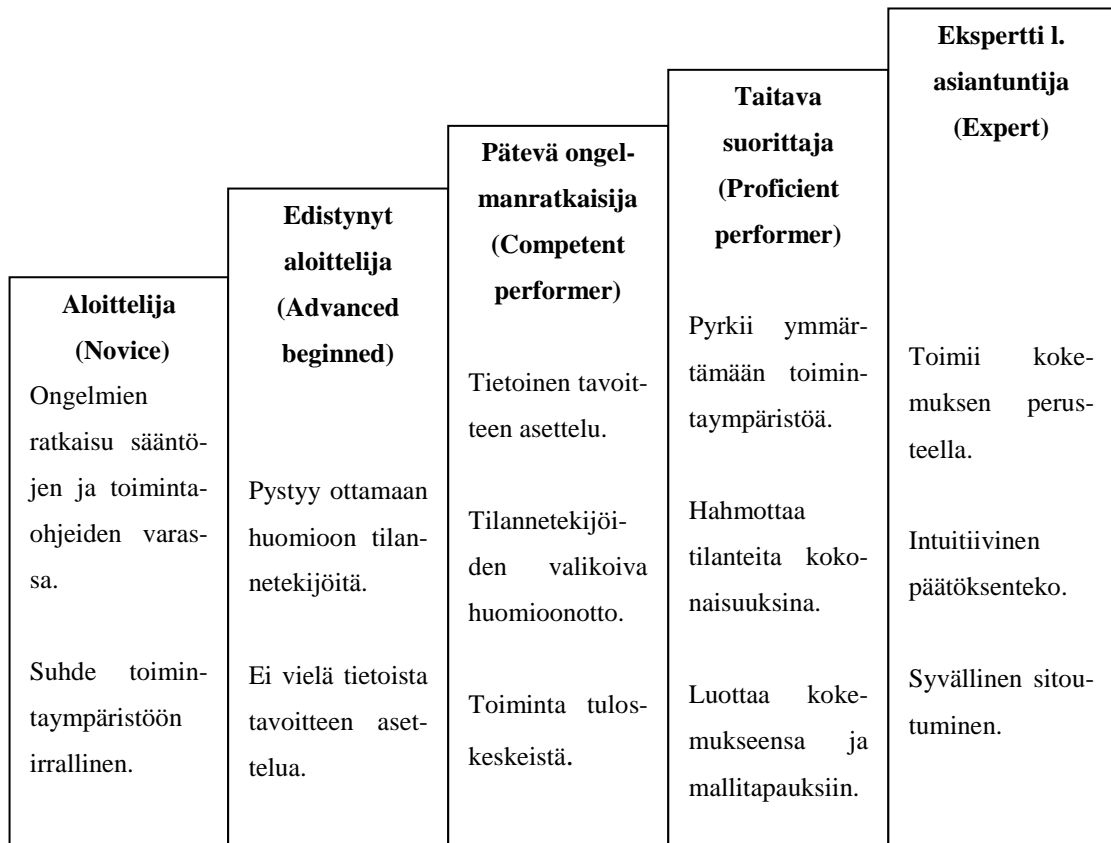 Aloittelija
(Novice)
Ongelmien
ratkaisu sääntö-
jen ja toiminta-
ohjeiden varas-
sa.
Suhde toimin-
taympäristöön
irrallinen.
Edistynyt
aloittelija
(Advanced
beginned)
Pystyy ottamaan
huomioon tilan-
netekijöitä.
Ei vielä tietoista
tavoitteen aset-
telua.
Pätevä ongel-
manratkaisija
(Competent
performer)
Tietoinen tavoit-
teen asettelu.
Tilannetekijöi-
den valikoiva
huomioonotto.
Toiminta tulos-
keskeistä.
Taitava
suorittaja
(Proficient
performer)
Pyrkii ymmär-
tämään toimin-
taympäristöä.
Hahmottaa
tilanteita koko-
naisuuksina.
Luottaa koke-
mukseensa ja
mallitapauksiin.
Ekspertti l.
asiantuntija
(Expert)
Toimii koke-
muksen perus-
teella.
Intuitiivinen
päätöksenteko.
Syvällinen sitou-
tuminen.